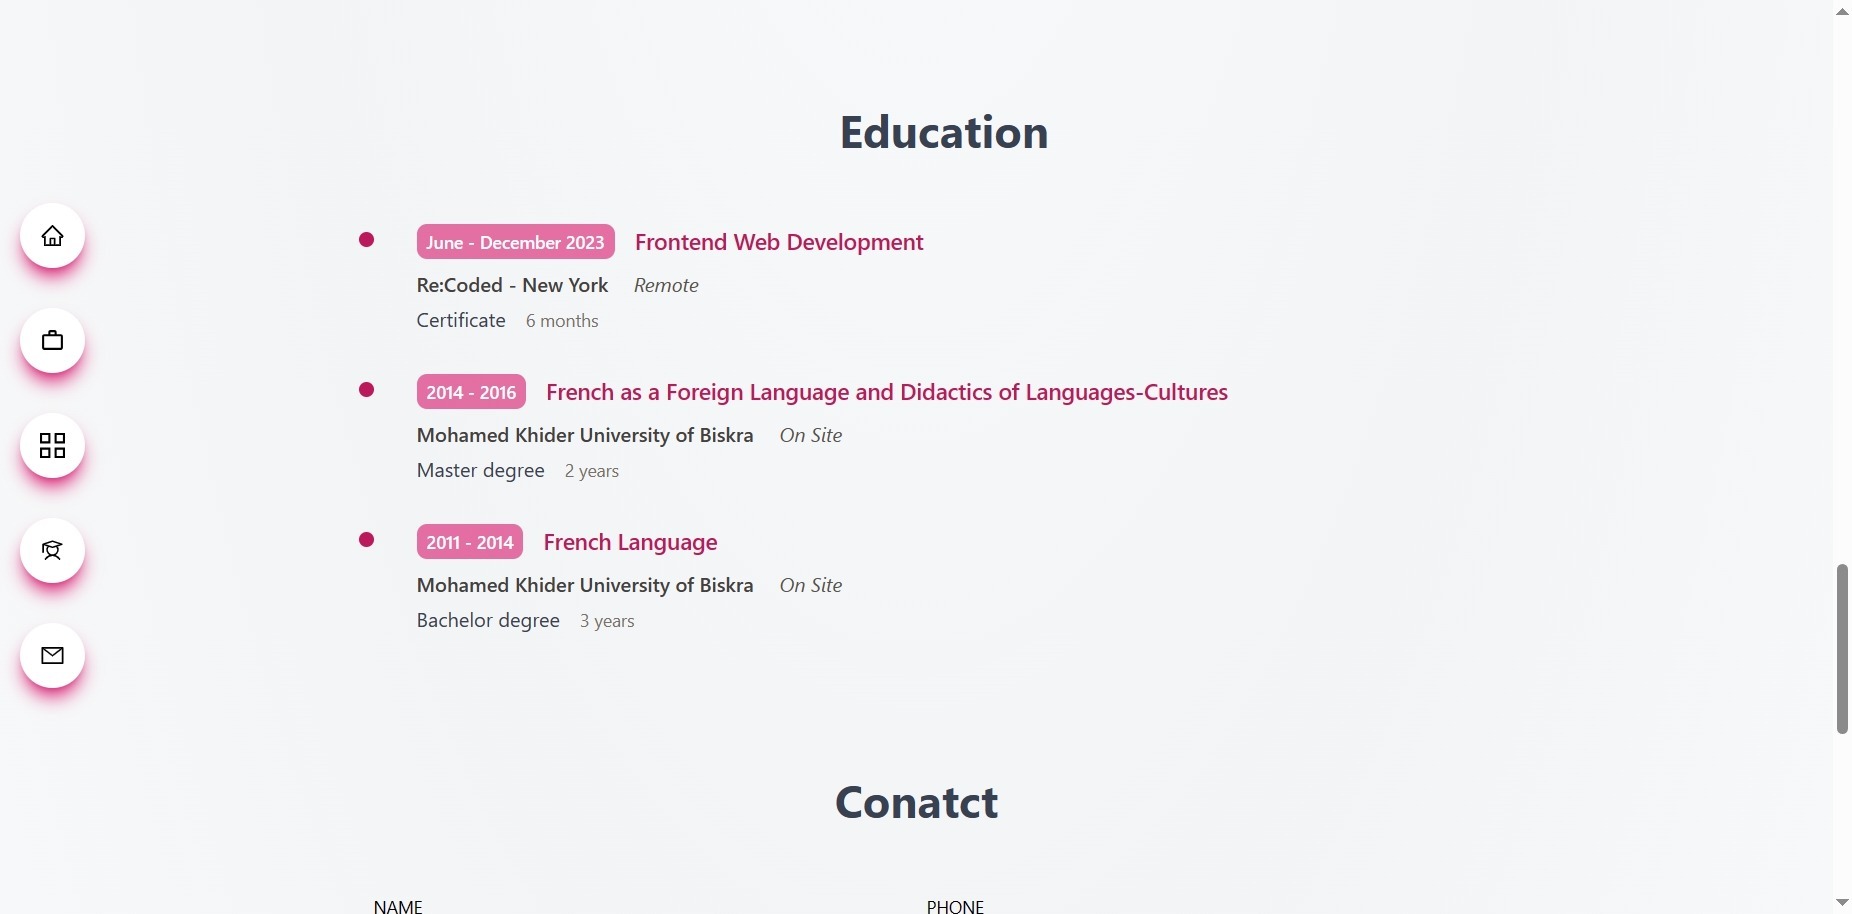 Education
June - December 2023 Frontend Web Development
Re:Coded - New York Remote
Certificate 6 months
2014 - 2016 French as a Foreign Language and Didactics of Languages-Cultures
Mohamed Khider University of Biskra On Site
Master degree 2 years
2011 - 2014 French Language
Mohamed Khider University of Biskra On Site
Bachelor degree 3 years
Conatct
NAME PHONE